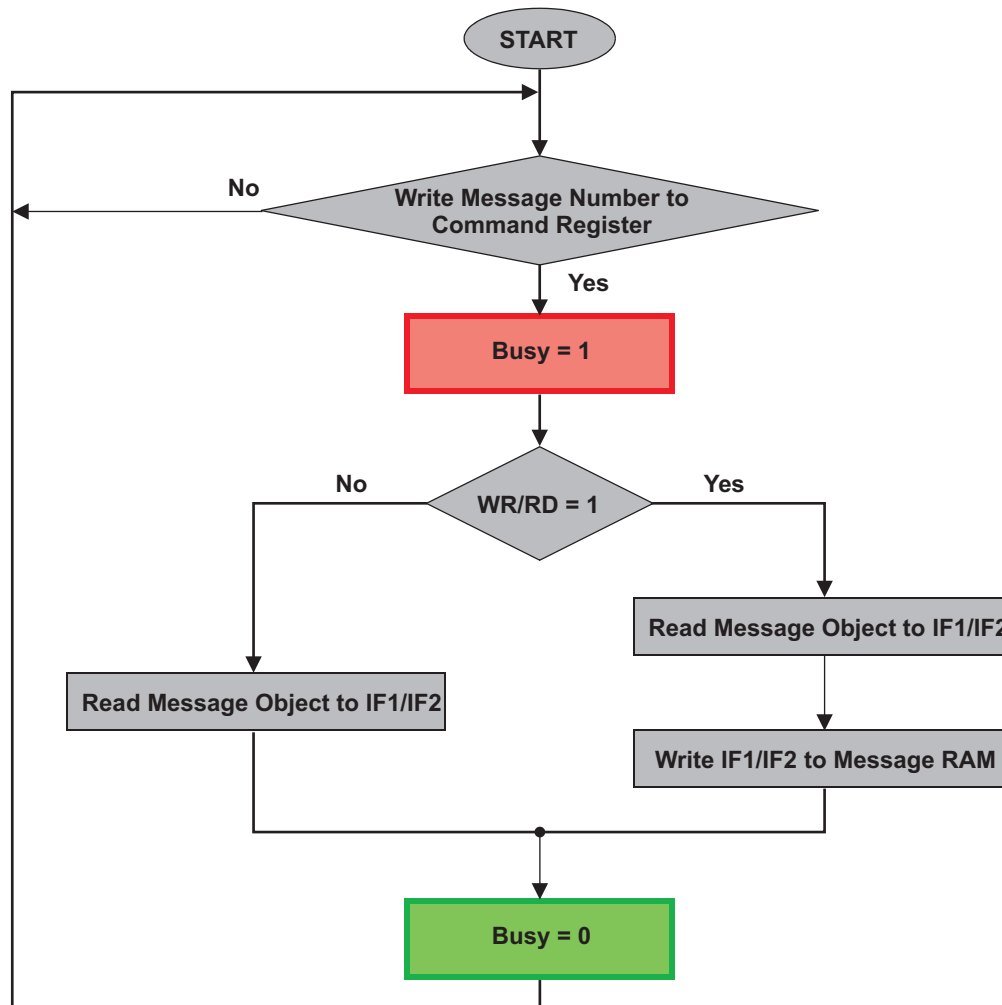 START
No
Write Message Number to
Command Register
Yes
Busy = 1
No
Yes
WR/RD = 1
Read Message Object to IF1/IF2
Read Message Object to IF1/IF2
Write IF1/IF2 to Message RAM
Busy = 0